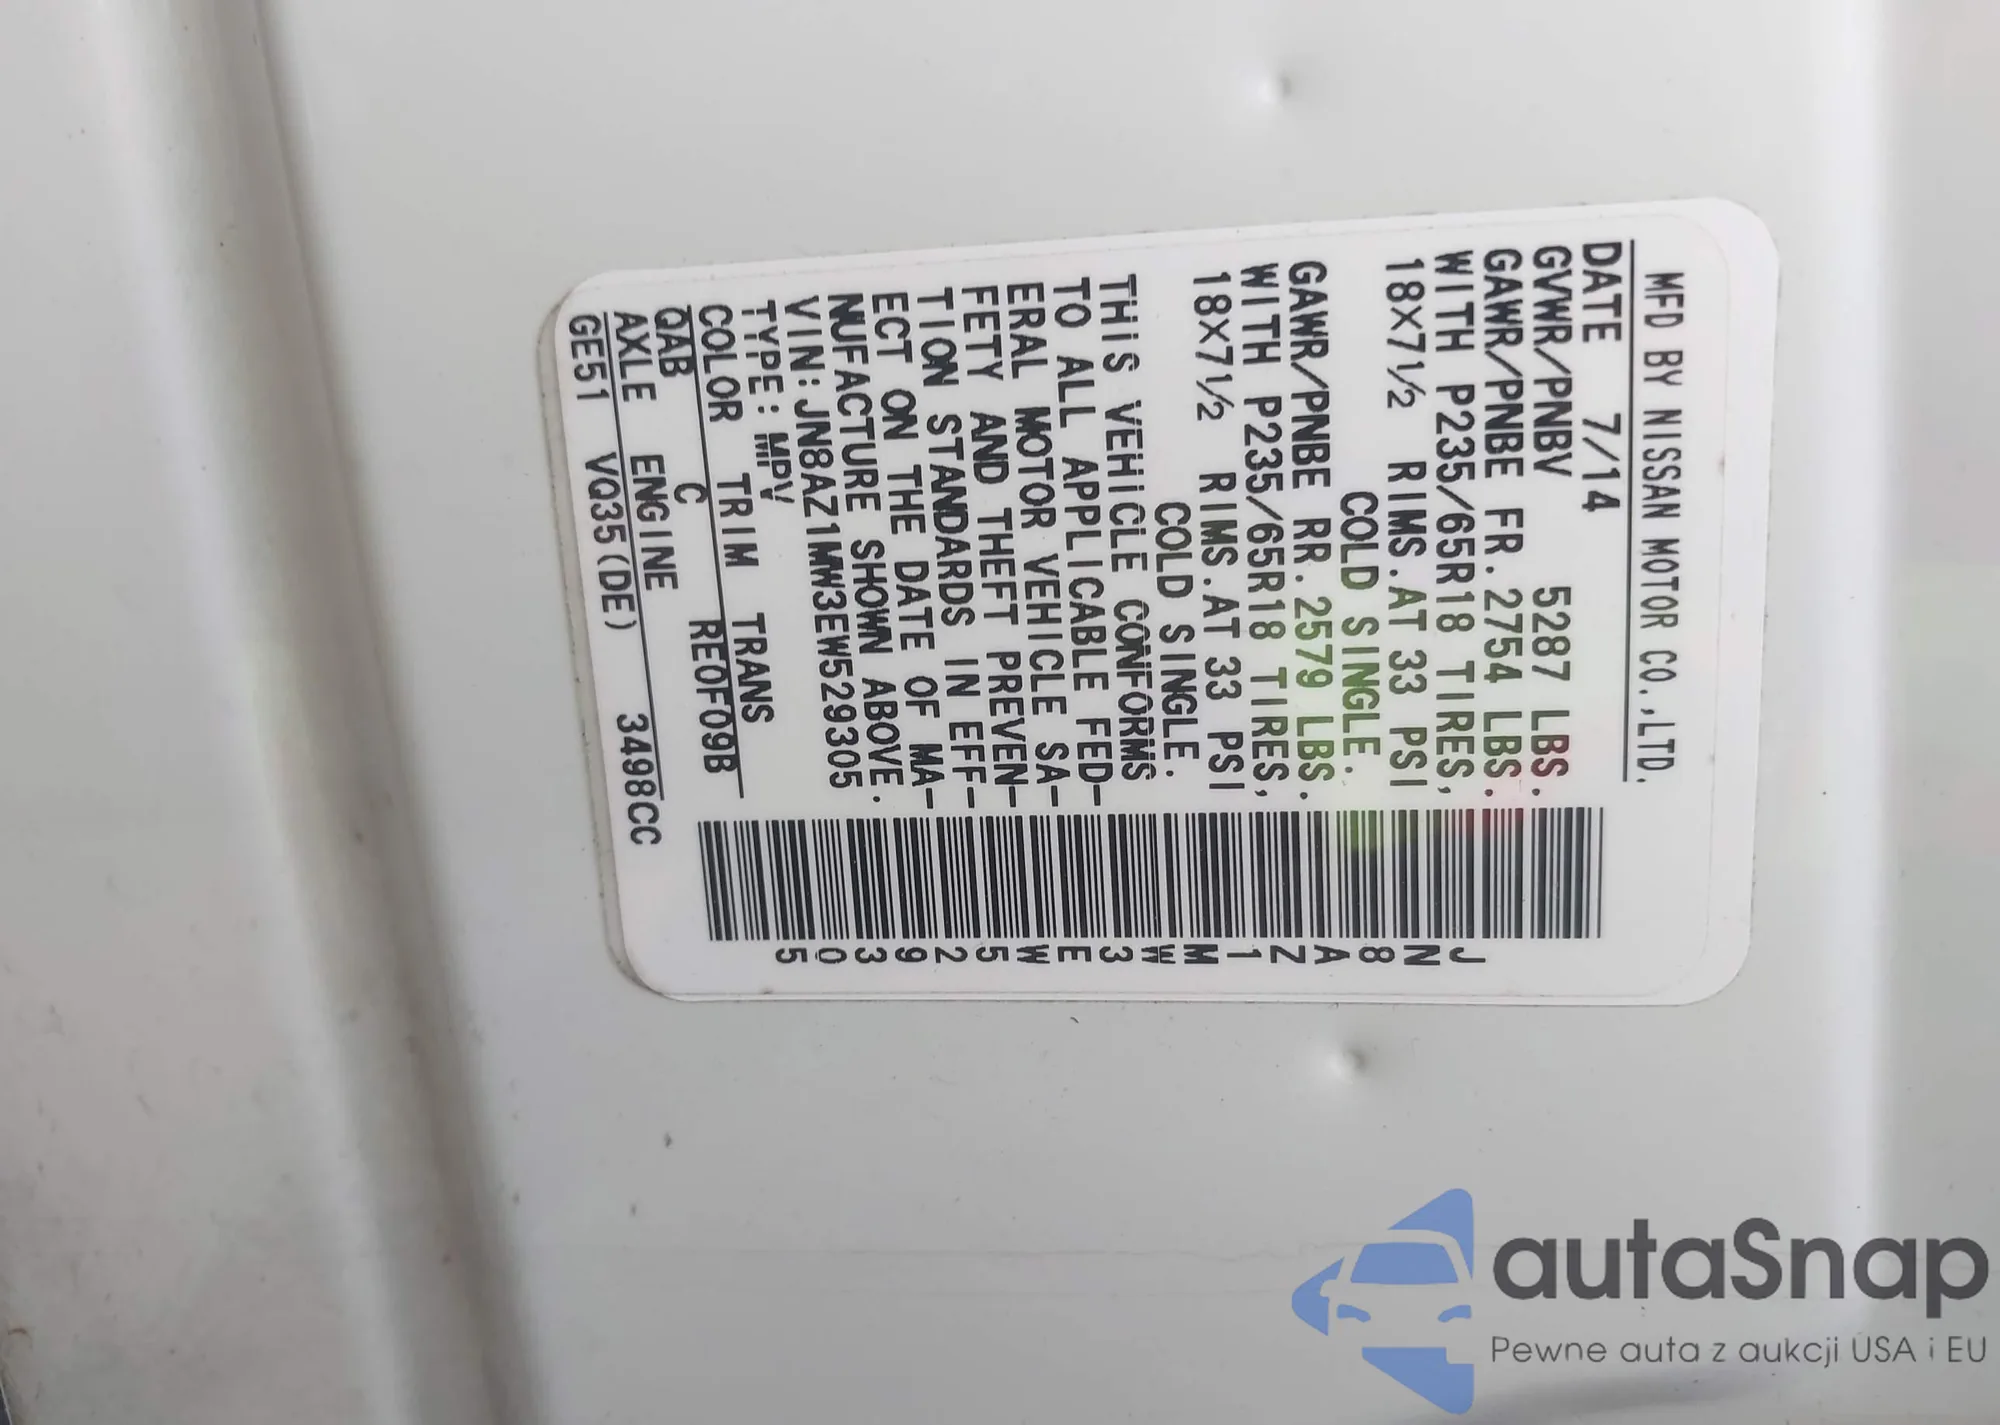 MFD BY NISSAN MOTOR CO.,LTD.
DATE 7/14
GVWR/PNBV 5287 LBS.
GAWR/PNBE FR. 2754 LBS.
WITH P235/65R18 TIRES,
18X7½ RIMS. AT 33 PSI
COLD SINGLE.
GAWR/PNBE RR. 2579 LBS.
WITH P235/65R18 TIRES,
18X7½ RIMS. AT 33 PSI
COLD SINGLE.
THIS VEHICLE CONFORMS
TO ALL APPLICABLE FED-
ERAL MOTOR VEHICLE SA-
FETY AND THEFT PREVEN-
TION STANDARDS IN EFF-
ECT ON THE DATE OF MA-
NUFACTURE SHOWN ABOVE.
VIN:JN8AZ1MW3EW529305
TYPE:MPV
COLOR TRIM TRANS
QAB C RE0F09B
AXLE ENGINE
GE51 VQ35(DE) 3498CC
JN8AZ1MW3EW529305
autaSnap
Pewne auta z aukcji USA i EU